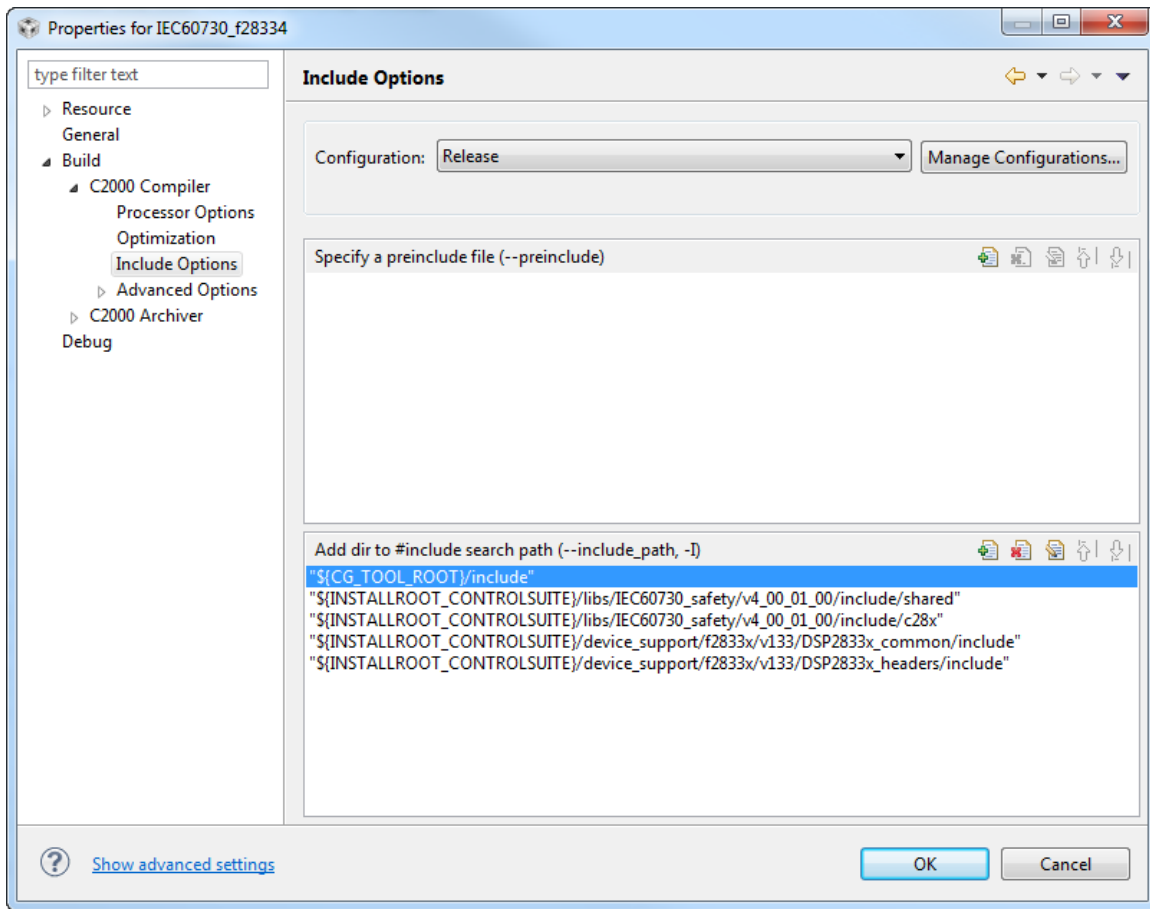 Properties for IEC60730_f28334
type filter text
Resource
General
Build
C2000 Compiler
Processor Options
Optimization
Include Options
Advanced Options
C2000 Archiver
Debug
Include Options
Configuration: Release Manage Configurations...
Specify a preinclude file (--preinclude)
Add dir to #include search path (--include_path, -I)
"${CG_TOOL_ROOT}/include"
"${INSTALLROOT_CONTROLSUITE}/libs/IEC60730_safety/v4_00_01_00/include/shared"
"${INSTALLROOT_CONTROLSUITE}/libs/IEC60730_safety/v4_00_01_00/include/c28x"
"${INSTALLROOT_CONTROLSUITE}/device_support/f2833x/v133/DSP2833x_common/include"
"${INSTALLROOT_CONTROLSUITE}/device_support/f2833x/v133/DSP2833x_headers/include"
Show advanced settings
OK Cancel